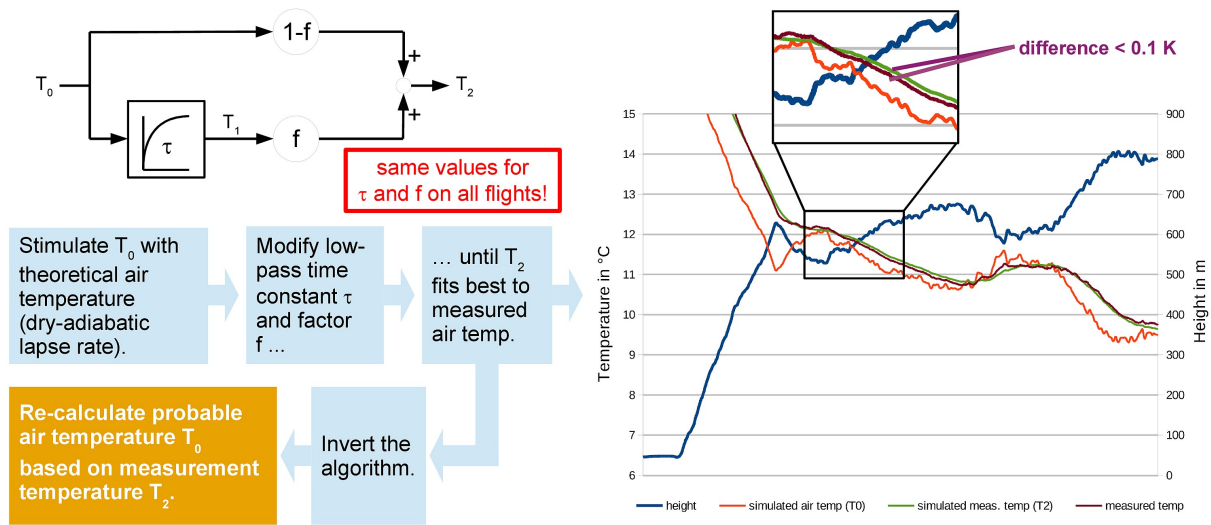 1-f
+
T0
T2
T1
+
τ
f
same values for
τ and f on all flights!
Stimulate T0 with
theoretical air
temperature
(dry-adiabatic
lapse rate).
Modify low-
pass time
constant τ
and factor
f ...
... until T2
fits best to
measured
air temp.
Re-calculate probable
air temperature T0
based on measurement
temperature T2.
Invert the
algorithm.
difference < 0.1 K
15
14
13
12
11
10
9
8
7
6
Temperature in °C
900
800
700
600
500
400
300
200
100
0
Height in m
height
simulated air temp (T0)
simulated meas. temp (T2)
measured temp